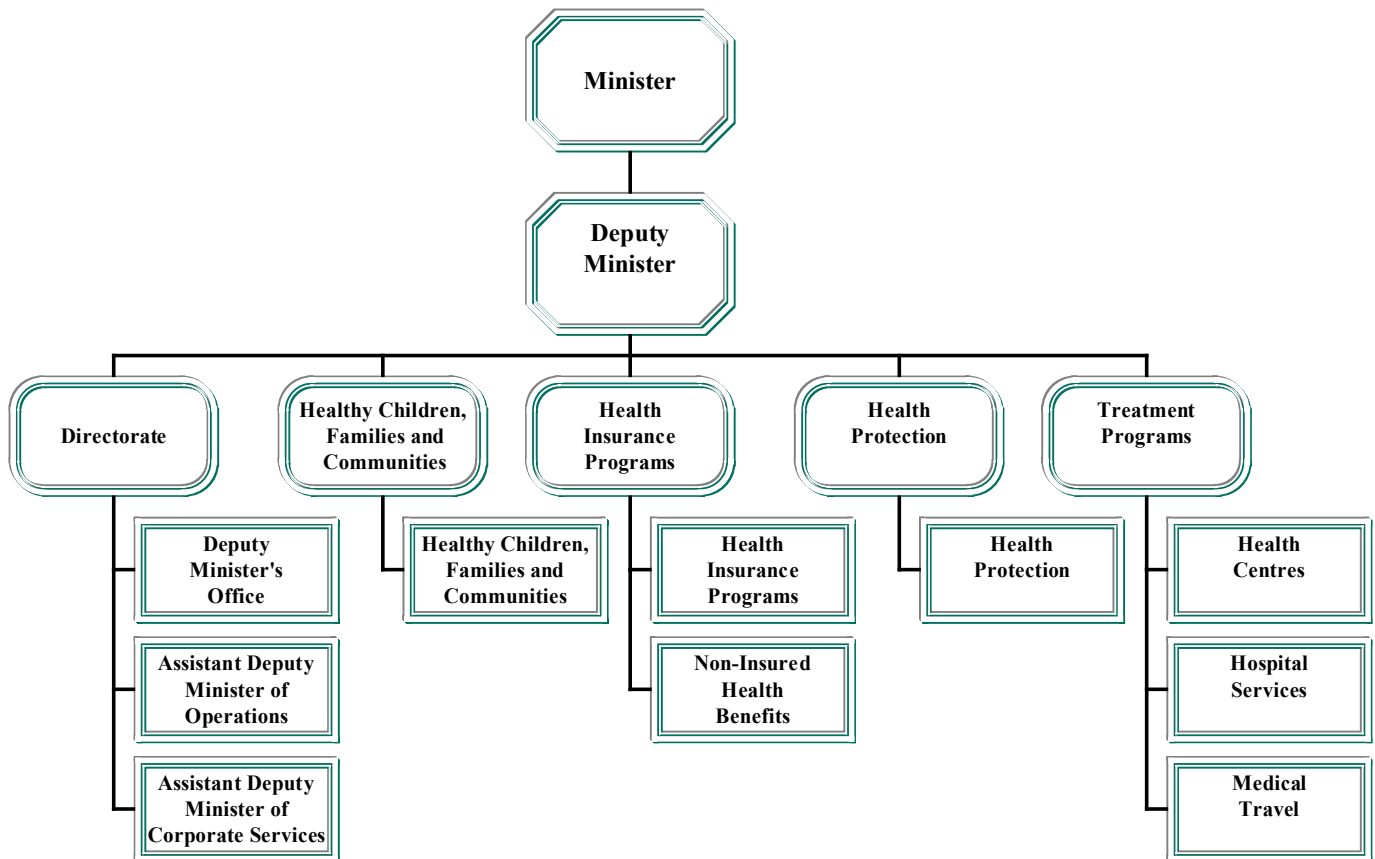 Minister
Deputy
Minister
Directorate
Healthy Children,
Families and
Communities
Health
Insurance
Programs
Health
Protection
Treatment
Programs
Deputy
Minister's
Office
Healthy Children,
Families and
Communities
Health
Insurance
Programs
Health
Protection
Health
Centres
Assistant Deputy
Minister of
Operations
Non-Insured
Health
Benefits
Hospital
Services
Assistant Deputy
Minister of
Corporate Services
Medical
Travel